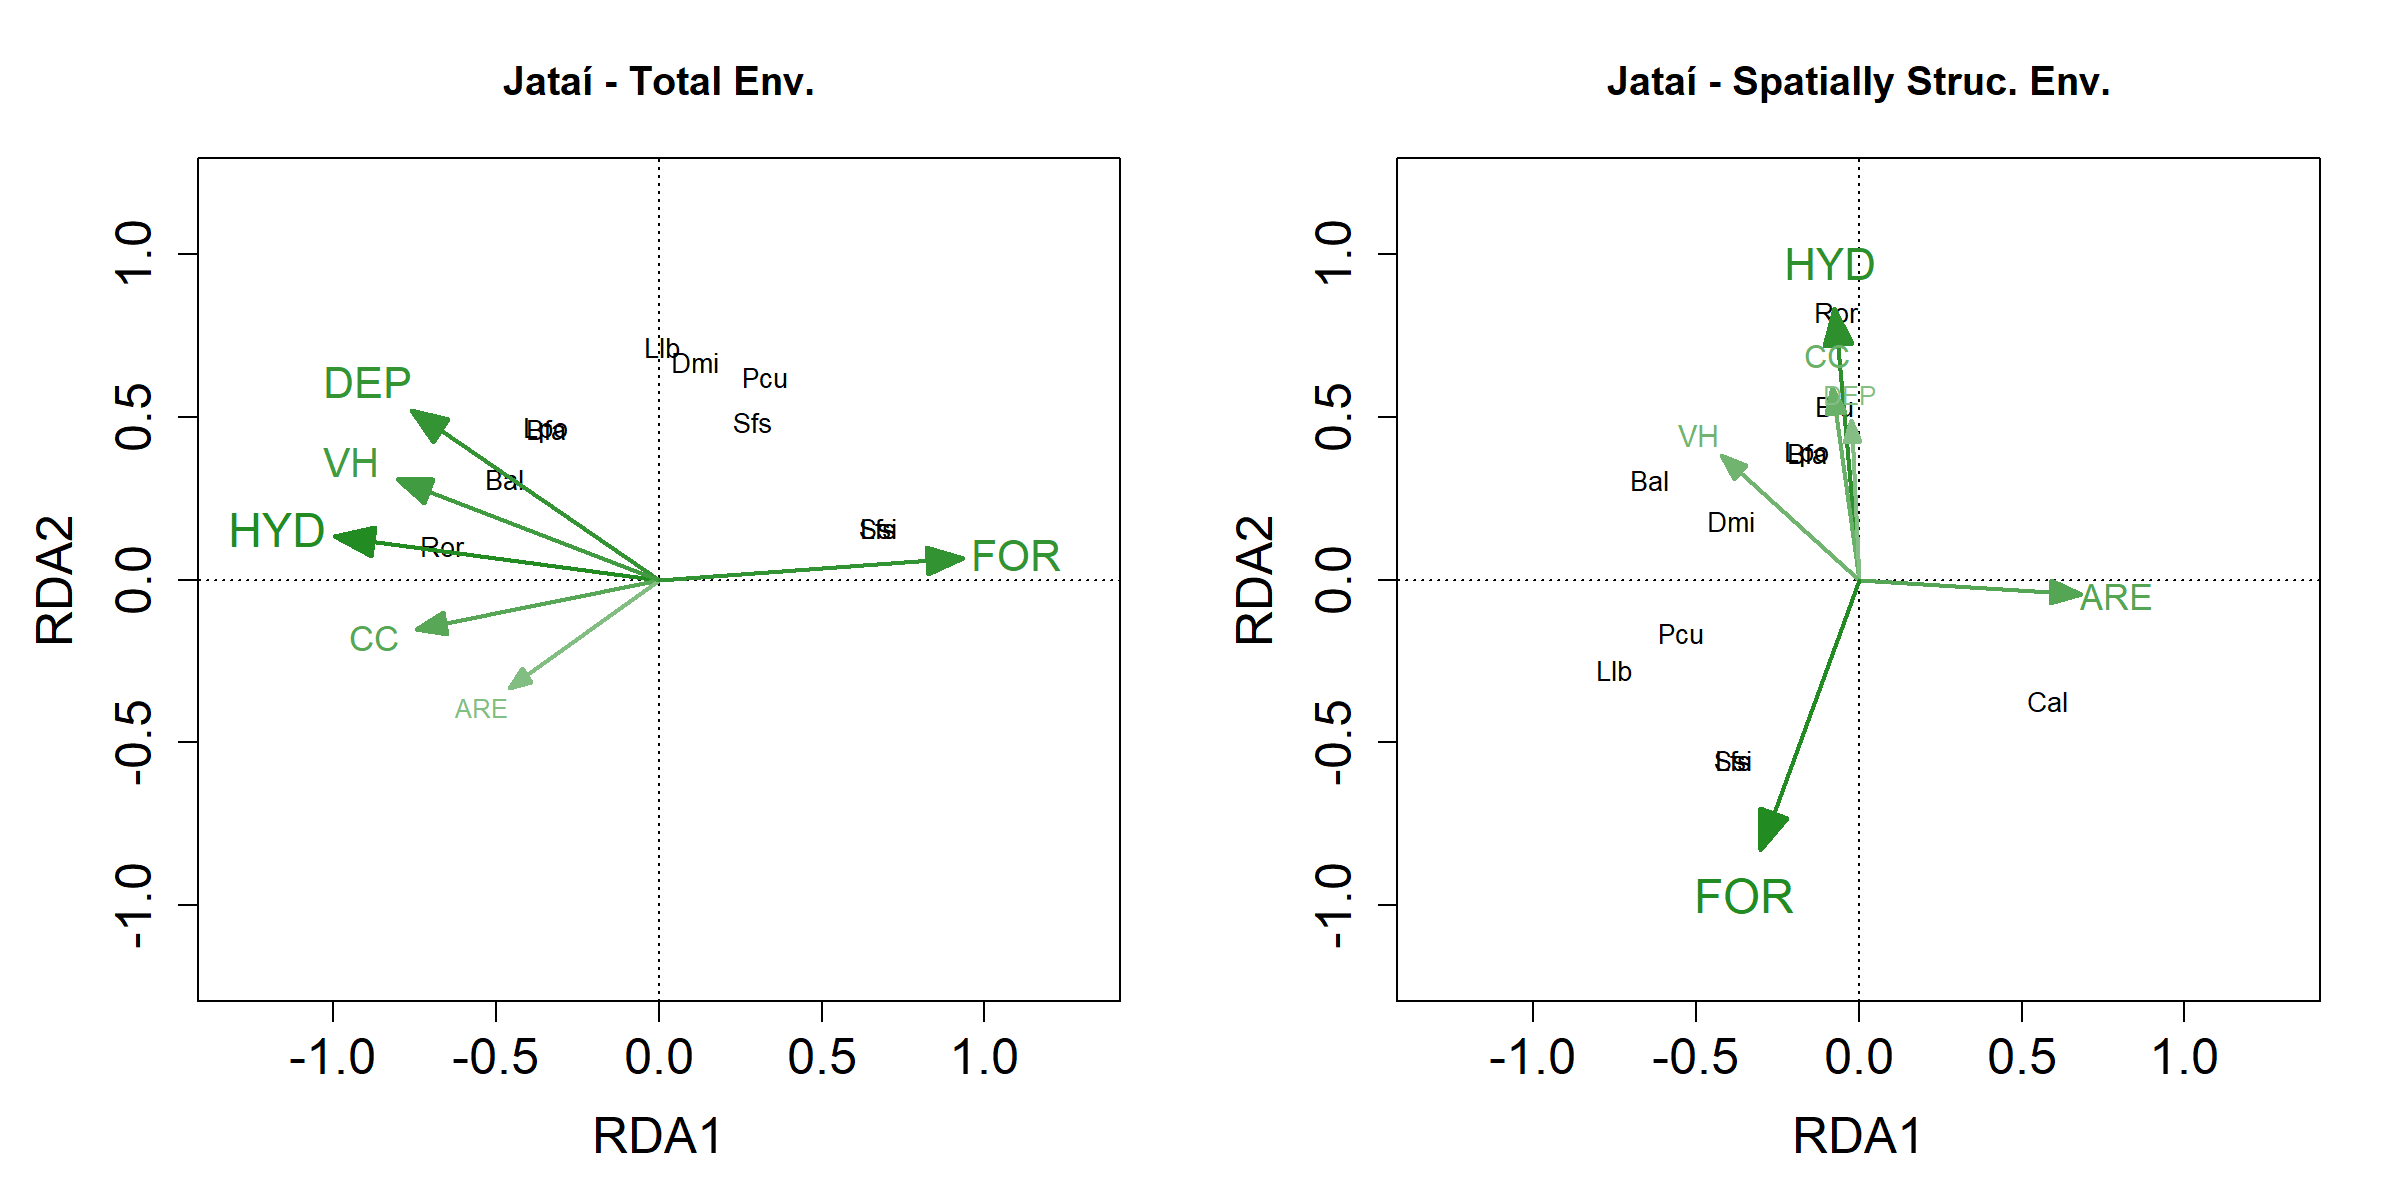 Jataí - Total Env.
1.0
0.5
0.0
-0.5
-1.0
RDA2
DEP
VH
HYD
CC
ARE
FOR
Llb
Dmi
Pcu
Sfs
Bal
Ror
-1.0
-0.5
0.0
0.5
1.0
RDA1
Jataí - Spatially Struc. Env.
1.0
0.5
0.0
-0.5
-1.0
RDA2
HYD
Ror
CC
DEP
VH
Bal
Dmi
ARE
Pcu
Llb
Cal
FOR
-1.0
-0.5
0.0
0.5
1.0
RDA1